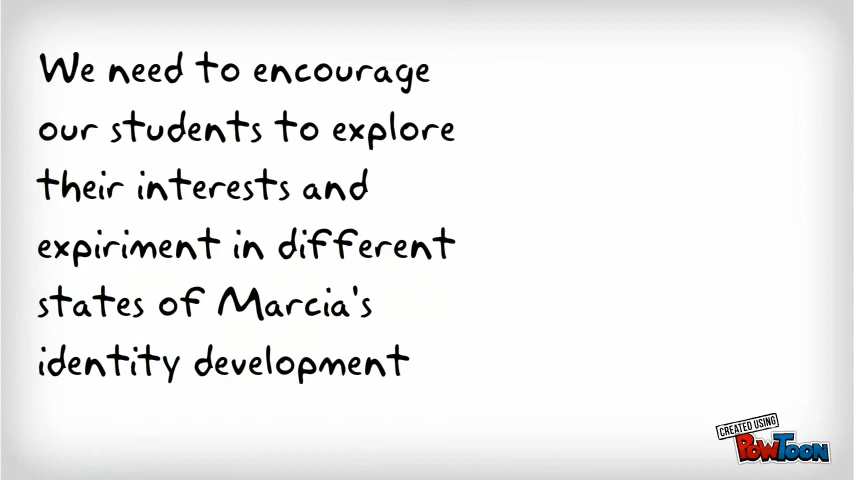 We need to encourage
our students to explore
their interests and
expiriment in different
states of Marcia's
identity development
CREATED USING
POWTOON